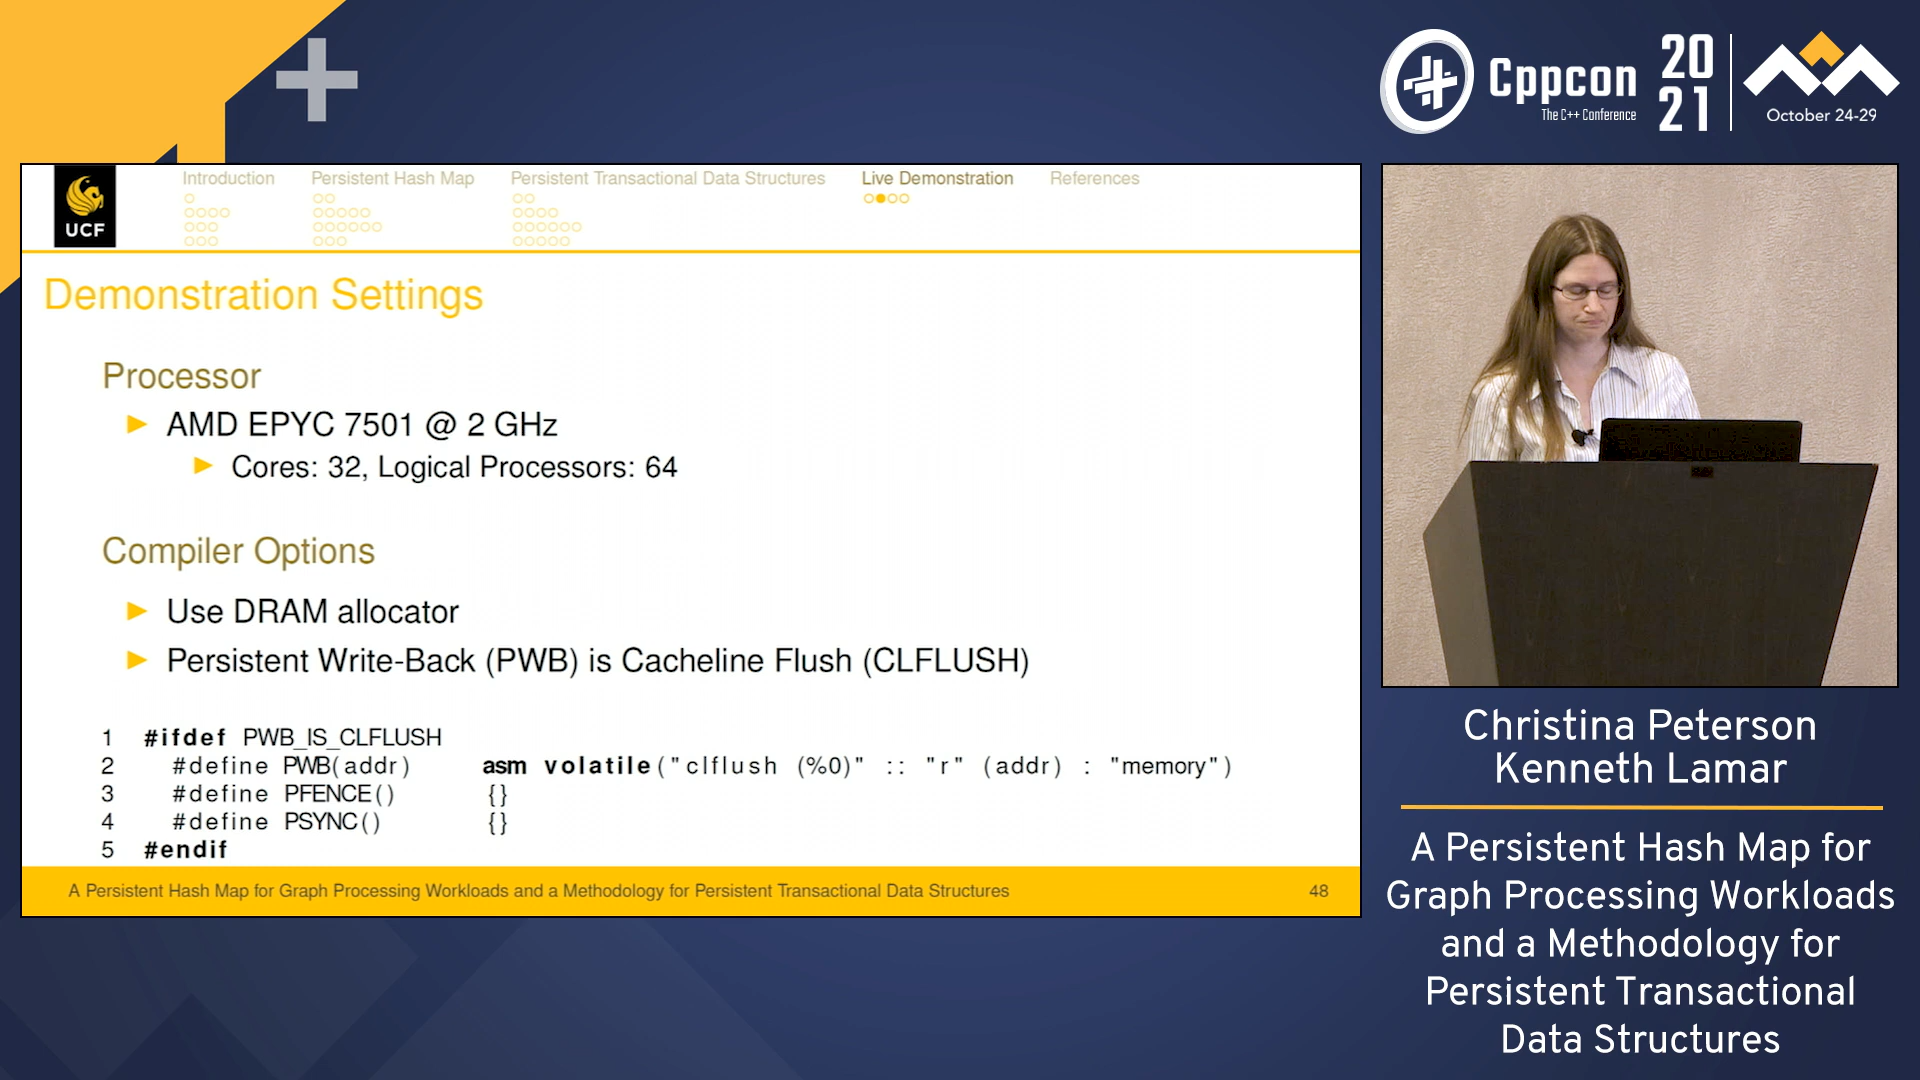 Cppcon
The C++ Conference
20
21
October 24-29
UCF
Introduction
Persistent Hash Map
Persistent Transactional Data Structures
Live Demonstration
References
Demonstration Settings
Processor
AMD EPYC 7501 @ 2 GHz
Cores: 32, Logical Processors: 64
Compiler Options
Use DRAM allocator
Persistent Write-Back (PWB) is Cacheline Flush (CLFLUSH)
1 #ifdef PWB_IS_CLFLUSH
2 #define PWB(addr) asm volatile("clflush (%0)" :: "r" (addr) : "memory")
3 #define PFENCE() {}
4 #define PSYNC() {}
5 #endif
A Persistent Hash Map for Graph Processing Workloads and a Methodology for Persistent Transactional Data Structures
48
Christina Peterson
Kenneth Lamar
A Persistent Hash Map for
Graph Processing Workloads
and a Methodology for
Persistent Transactional
Data Structures